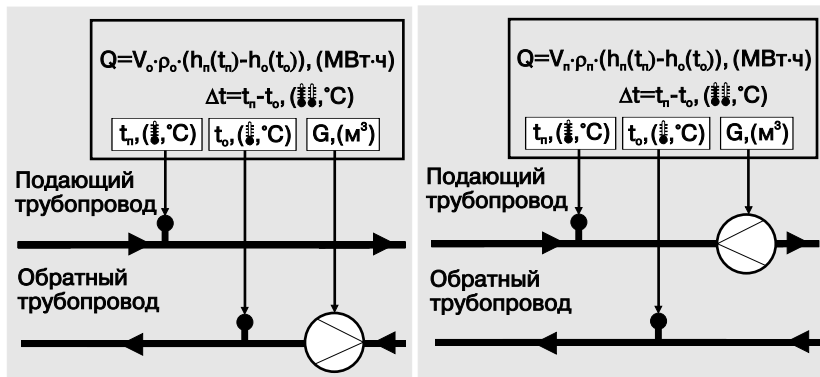 Q=Vₒ·ρₒ·(hₙ(tₙ)-hₒ(tₒ)), (МВт·ч)
Δt=tₙ-tₒ, (🌡🌡,°C)
tₙ,(🌡,°C) tₒ,(🌡,°C) G,(м³)
Подающий
трубопровод
Обратный
трубопровод
Q=Vₙ·ρₙ·(hₙ(tₙ)-hₒ(tₒ)), (МВт·ч)
Δt=tₙ-tₒ, (🌡🌡,°C)
tₙ,(🌡,°C) tₒ,(🌡,°C) G,(м³)
Подающий
трубопровод
Обратный
трубопровод